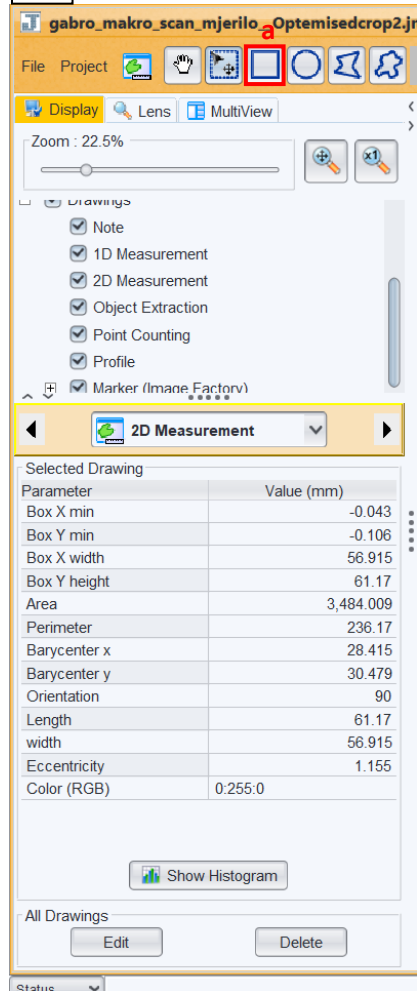 gabro_makro_scan_mjerilo_Optemisedcrop2.jr
a
File Project
Display Lens MultiView
Zoom : 22.5%
x1
Drawings
Note
1D Measurement
2D Measurement
Object Extraction
Point Counting
Profile
Marker (Image Factory)
2D Measurement
Selected Drawing
Parameter Value (mm)
Box X min -0.043
Box Y min -0.106
Box X width 56.915
Box Y height 61.17
Area 3,484.009
Perimeter 236.17
Barycenter x 28.415
Barycenter y 30.479
Orientation 90
Length 61.17
width 56.915
Eccentricity 1.155
Color (RGB) 0:255:0
Show Histogram
All Drawings
Edit Delete
Status